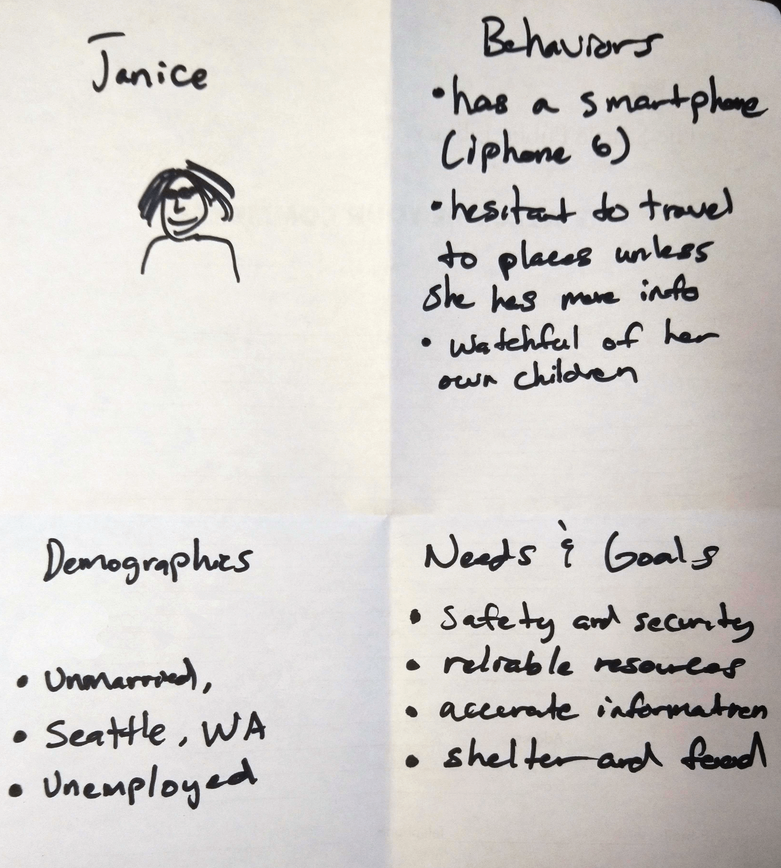 Janice
Behaviors
• has a smartphone
(iphone 6)
• hesitant to travel
to places unless
she has more info
• watchful of her
own children
Demographics
• Unmarried,
• Seattle, WA
• Unemployed
Needs & Goals
• Safety and security
• reliable resources
• accurate information
• shelter and food